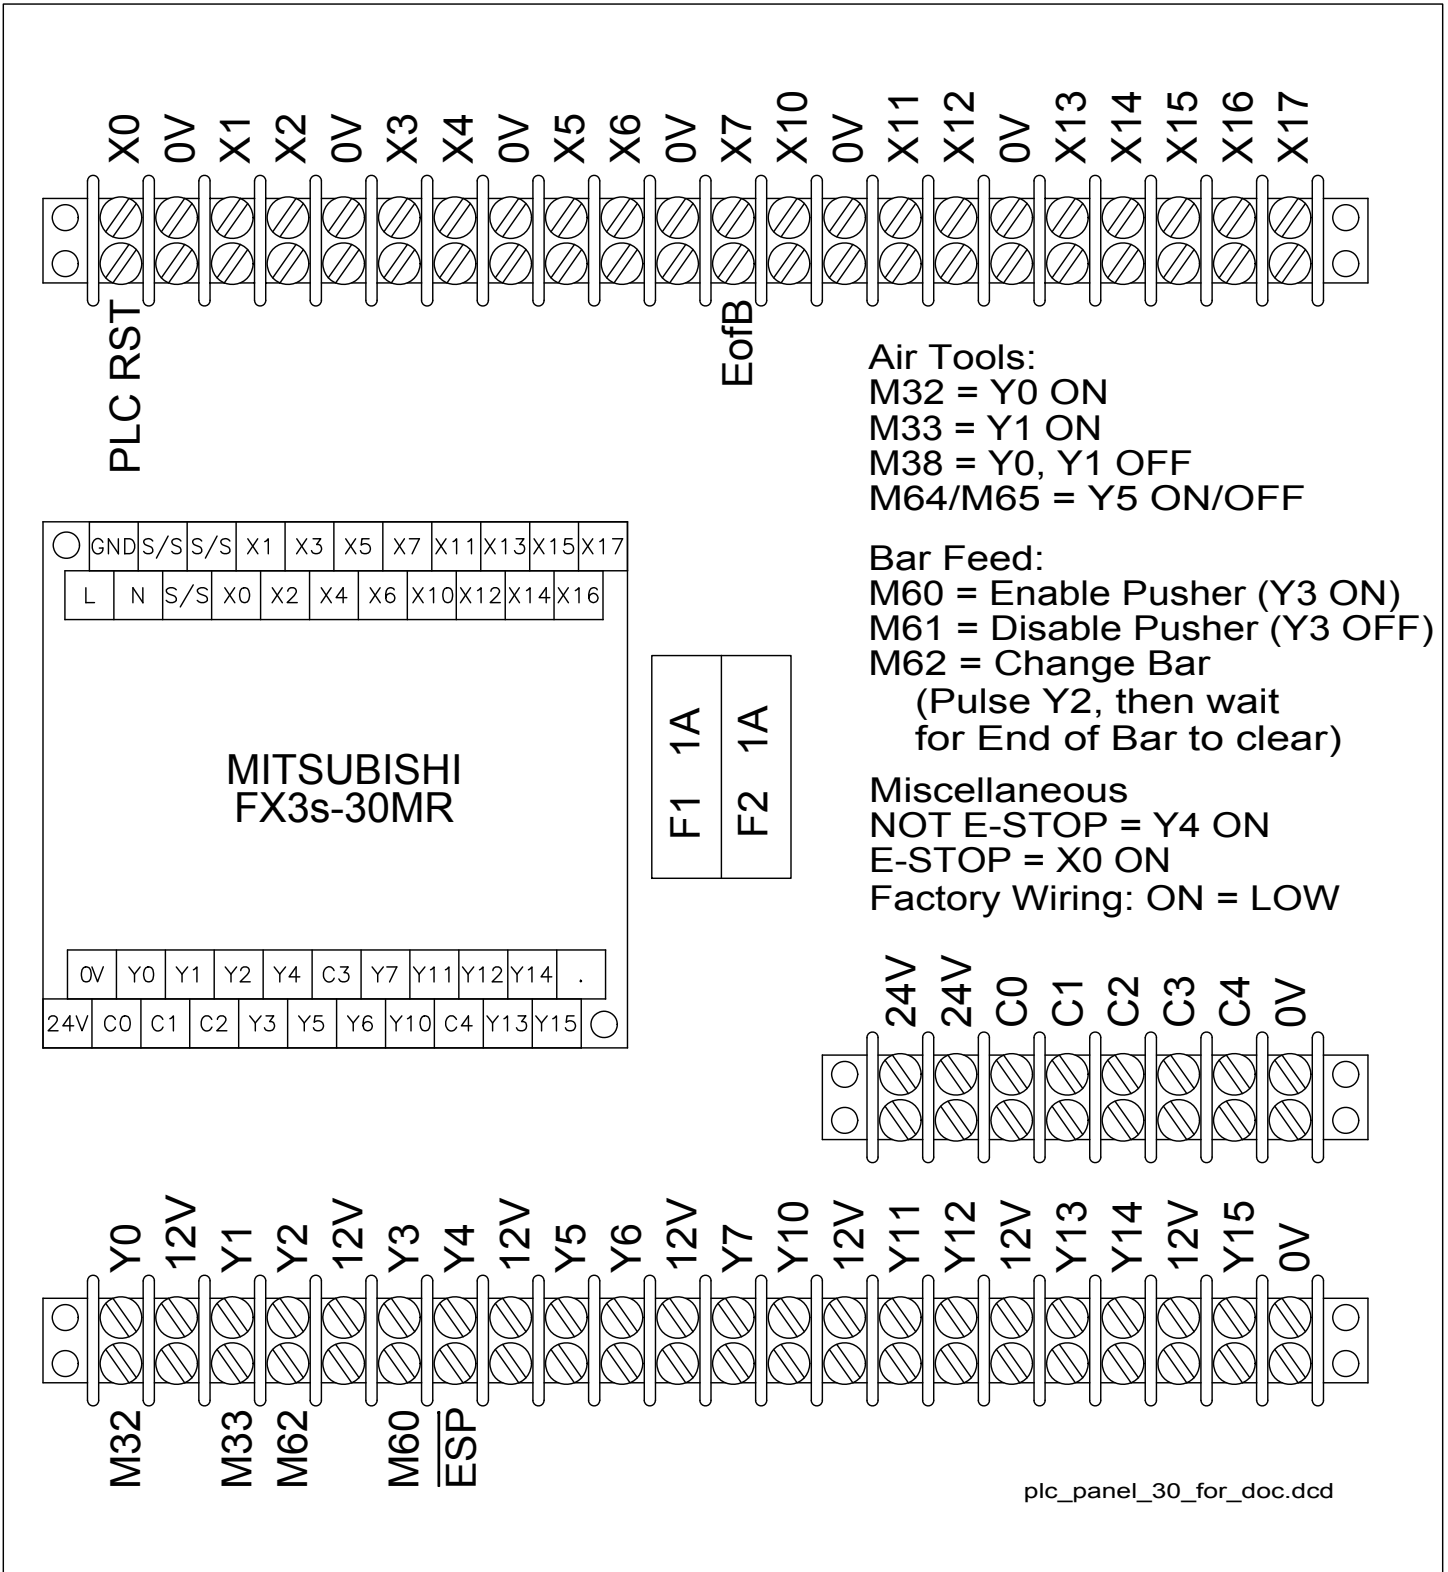 X0 0V X1 X2 0V X3 X4 0V X5 X6 0V X7 X10 0V X11 X12 0V X13 X14 X15 X16 X17
PLC RST EofB
Air Tools:
M32 = Y0 ON
M33 = Y1 ON
M38 = Y0, Y1 OFF
M64/M65 = Y5 ON/OFF
Bar Feed:
M60 = Enable Pusher (Y3 ON)
M61 = Disable Pusher (Y3 OFF)
M62 = Change Bar
(Pulse Y2, then wait
for End of Bar to clear)
Miscellaneous
NOT E-STOP = Y4 ON
E-STOP = X0 ON
Factory Wiring: ON = LOW
GND S/S S/S X1 X3 X5 X7 X11 X13 X15 X17
L N S/S X0 X2 X4 X6 X10 X12 X14 X16
MITSUBISHI
FX3s-30MR
F1 1A
F2 1A
0V Y0 Y1 Y2 Y4 C3 Y7 Y11 Y12 Y14 .
24V C0 C1 C2 Y3 Y5 Y6 Y10 C4 Y13 Y15
24V 24V C0 C1 C2 C3 C4 0V
Y0 12V Y1 Y2 12V Y3 Y4 12V Y5 Y6 12V Y7 Y10 12V Y11 Y12 12V Y13 Y14 12V Y15 0V
M32 M33 M62 M60 ESP
plc_panel_30_for_doc.dcd